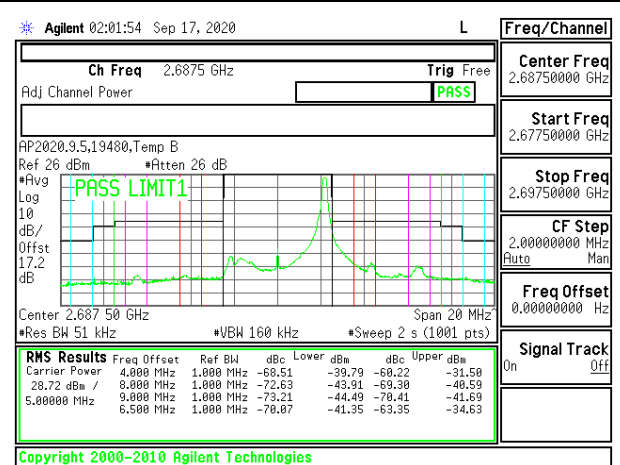 Agilent 02:01:54 Sep 17, 2020 L
Freq/Channel
Ch Freq 2.6875 GHz Trig Free
Adj Channel Power PASS
AP2020.9.5,19480,Temp B
Ref 26 dBm #Atten 26 dB
#Avg
Log
10
dB/
Offst
17.2
dB
PASS LIMIT1
Center 2.687 50 GHz Span 20 MHz
#Res BW 51 kHz #VBW 160 kHz #Sweep 2 s (1001 pts)
RMS Results Freq Offset Ref BW dBc Lower dBm dBc Upper dBm
Carrier Power 4.000 MHz 1.000 MHz -68.51 -39.79 -60.22 -31.50
28.72 dBm / 8.000 MHz 1.000 MHz -72.63 -43.91 -69.30 -40.59
5.00000 MHz 9.000 MHz 1.000 MHz -73.21 -44.49 -70.41 -41.69
6.500 MHz 1.000 MHz -70.07 -41.35 -63.35 -34.63
Center Freq
2.68750000 GHz
Start Freq
2.67750000 GHz
Stop Freq
2.69750000 GHz
CF Step
2.00000000 MHz
Auto Man
Freq Offset
0.00000000 Hz
Signal Track
On Off
Copyright 2000-2010 Agilent Technologies